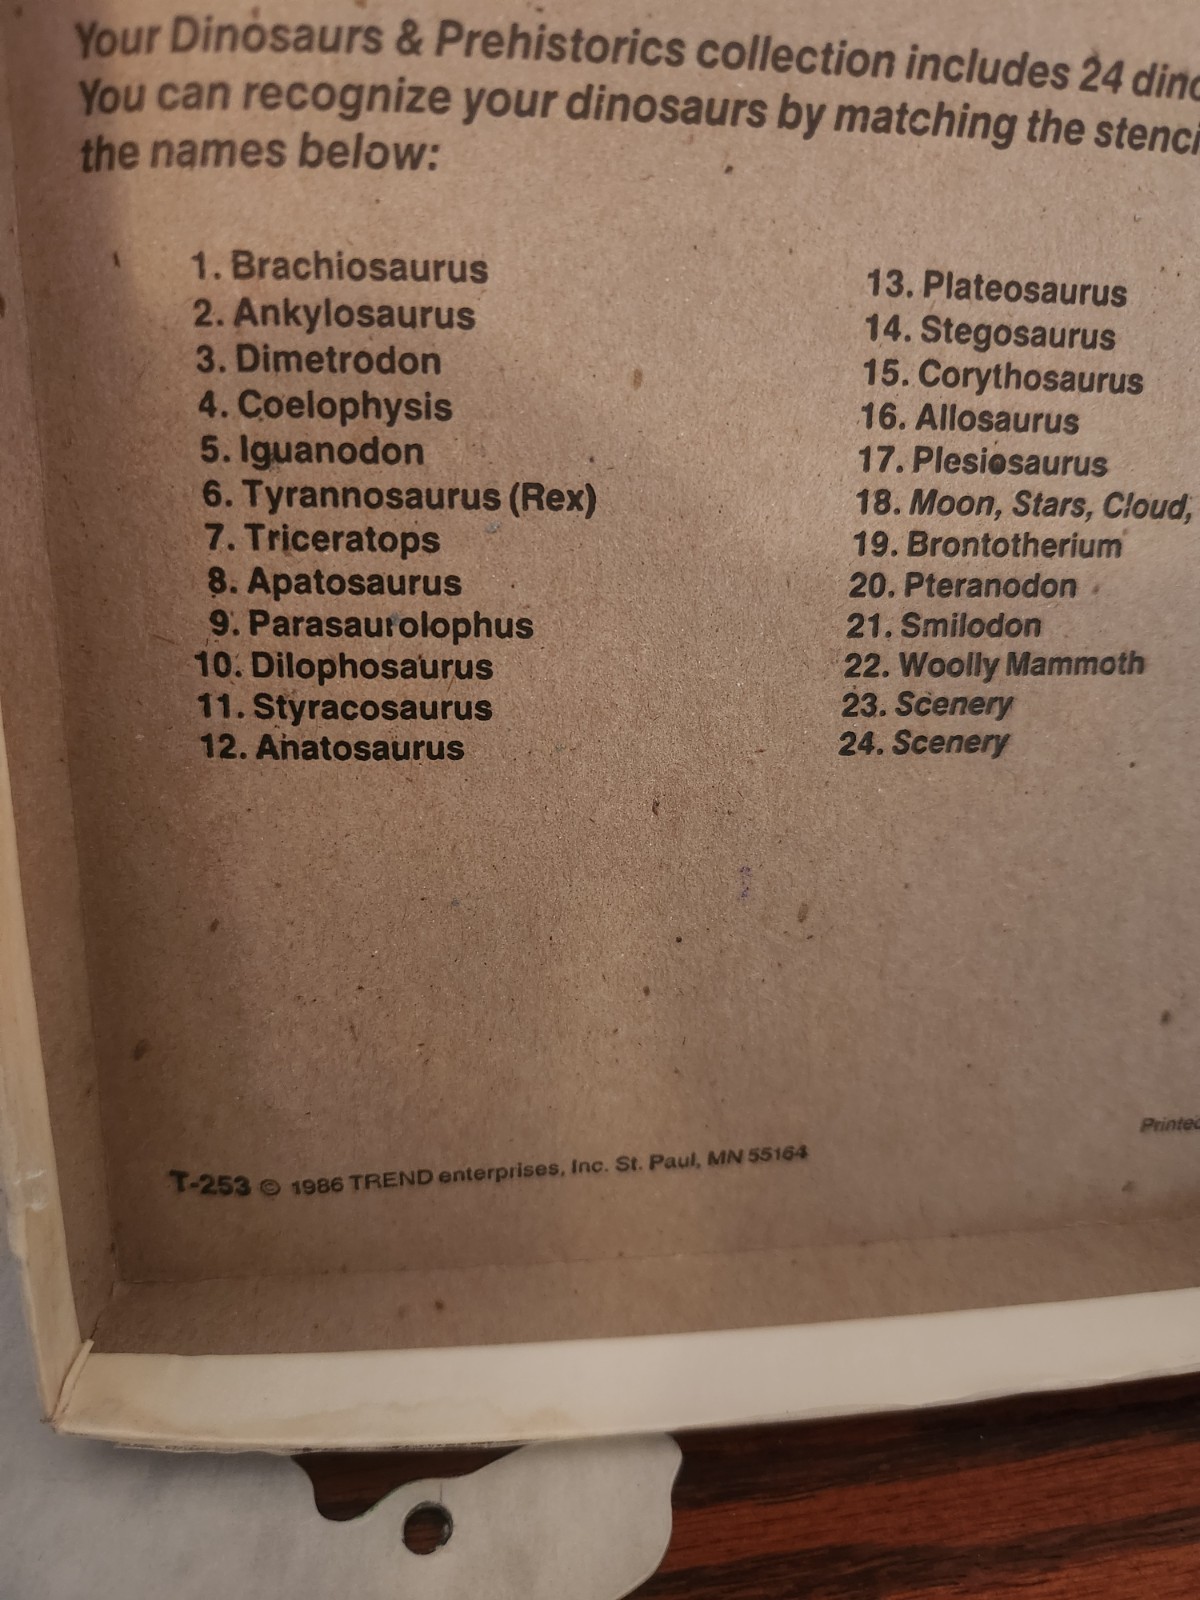 Your Dinosaurs & Prehistorics collection includes 24
You can recognize your dinosaurs by matching the
the names below:
1. Brachiosaurus
2. Ankylosaurus
3. Dimetrodon
4. Coelophysis
5. Iguanodon
6. Tyrannosaurus (Rex)
7. Triceratops
8. Apatosaurus
9. Parasaurolophus
10. Dilophosaurus
11. Styracosaurus
12. Anatosaurus
13. Plateosaurus
14. Stegosaurus
15. Corythosaurus
16. Allosaurus
17. Plesiosaurus
18. Moon, Stars, Cloud,
19. Brontotherium
20. Pteranodon
21. Smilodon
22. Woolly Mammoth
23. Scenery
24. Scenery
Printed
T-253 © 1986 TREND enterprises, Inc. St. Paul, MN 55164